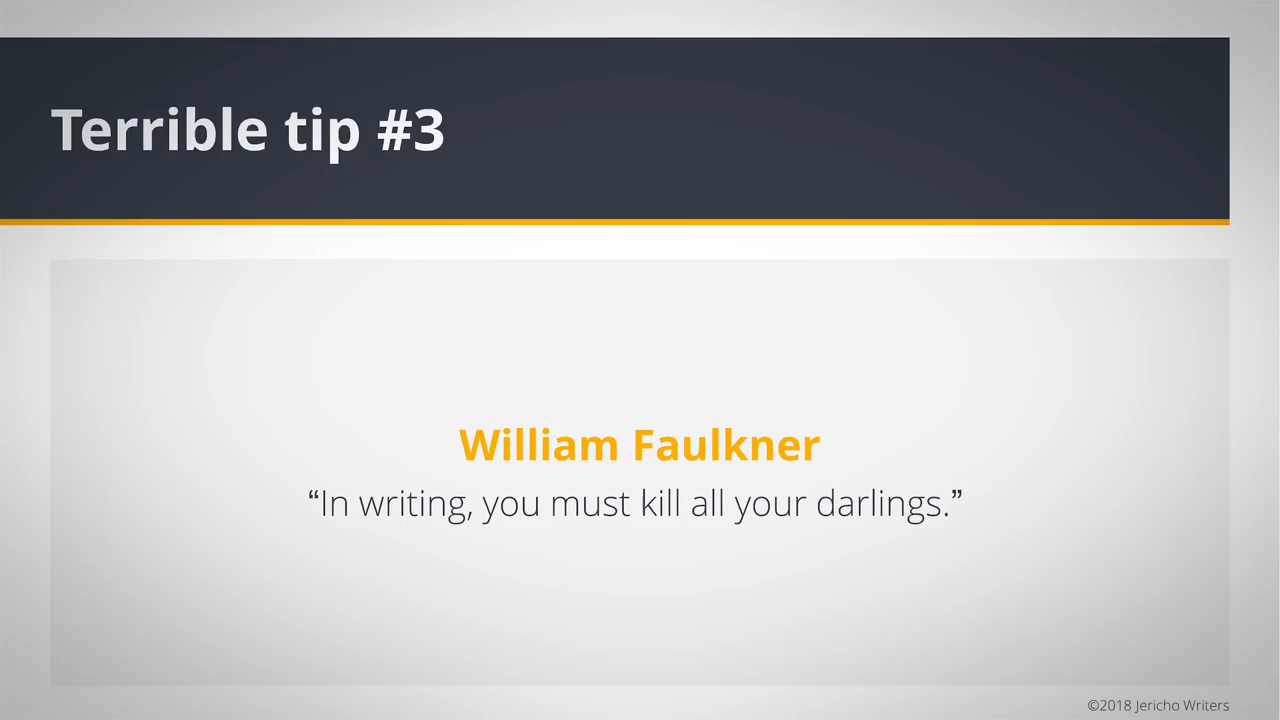 Terrible tip #3
William Faulkner
“In writing, you must kill all your darlings.”
©2018 Jericho Writers